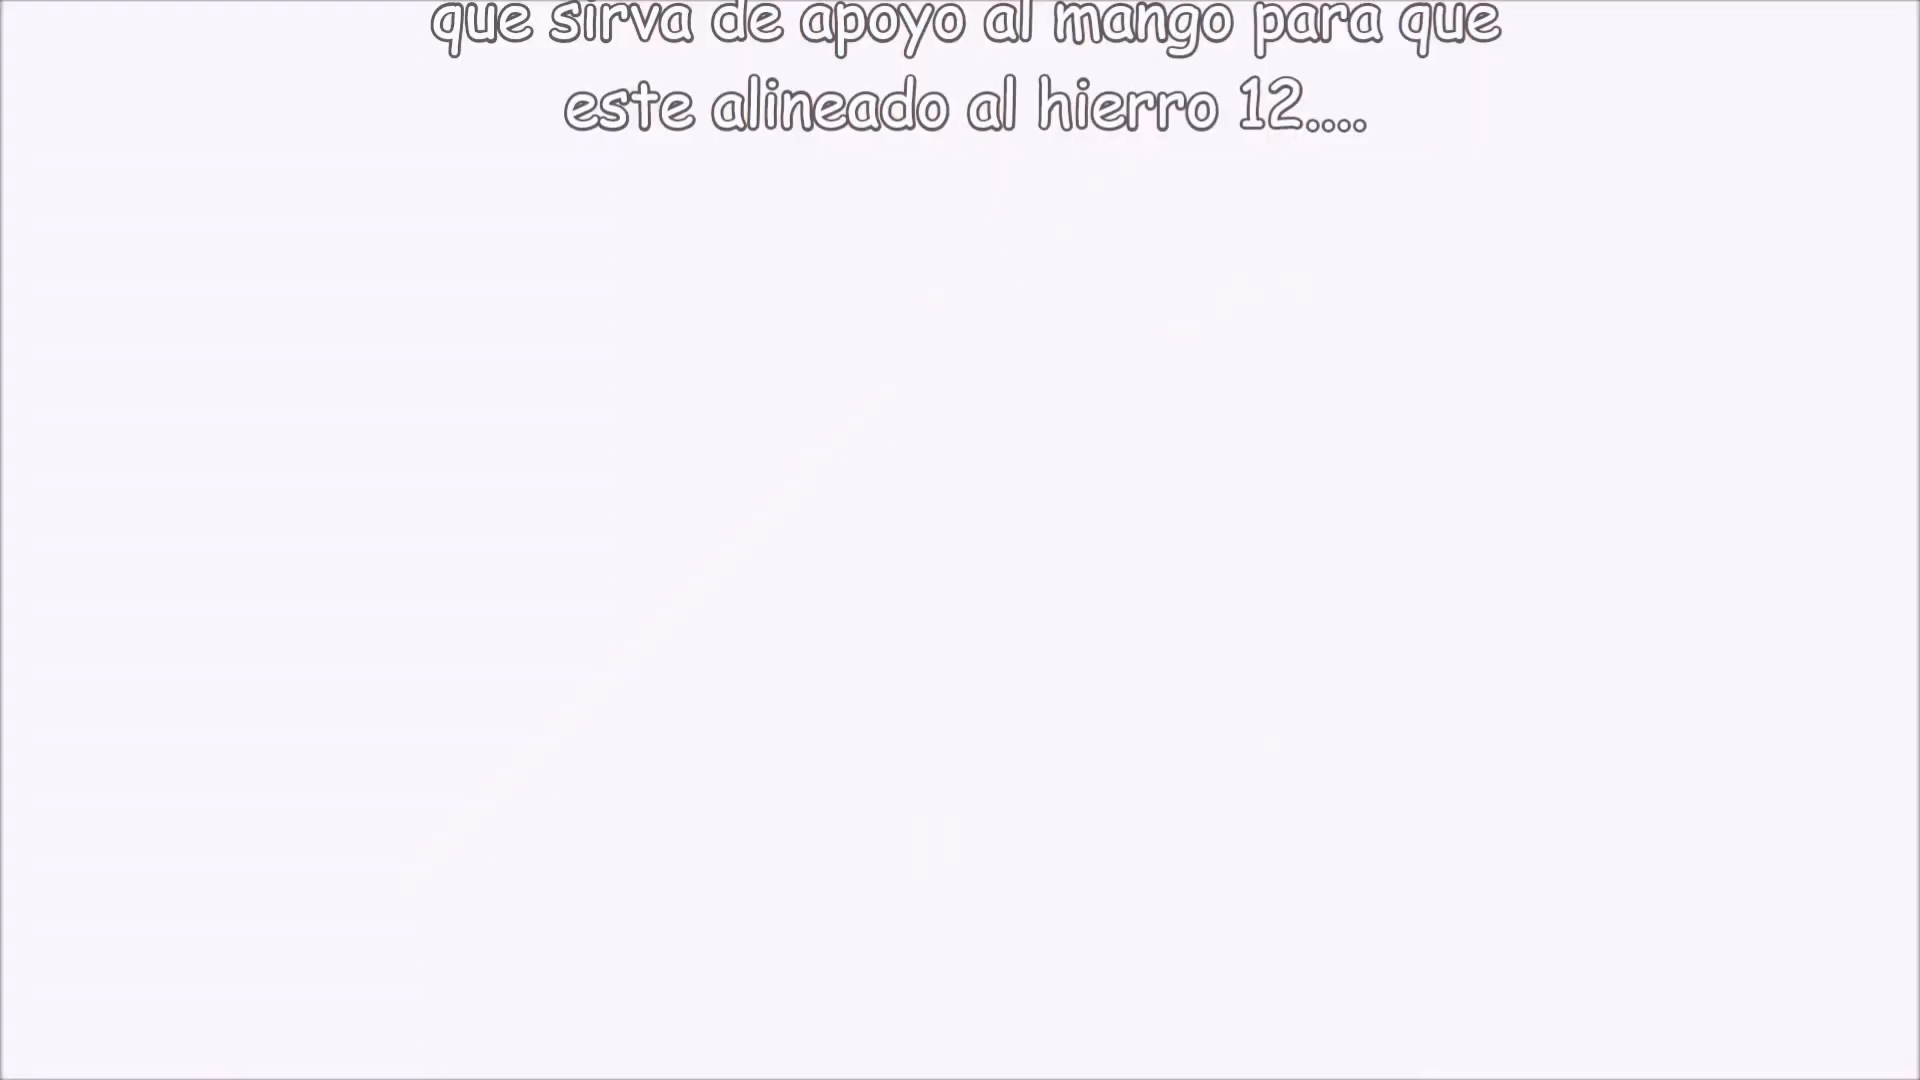 que sirva de apoyo al mango para que
este alineado al hierro 12....